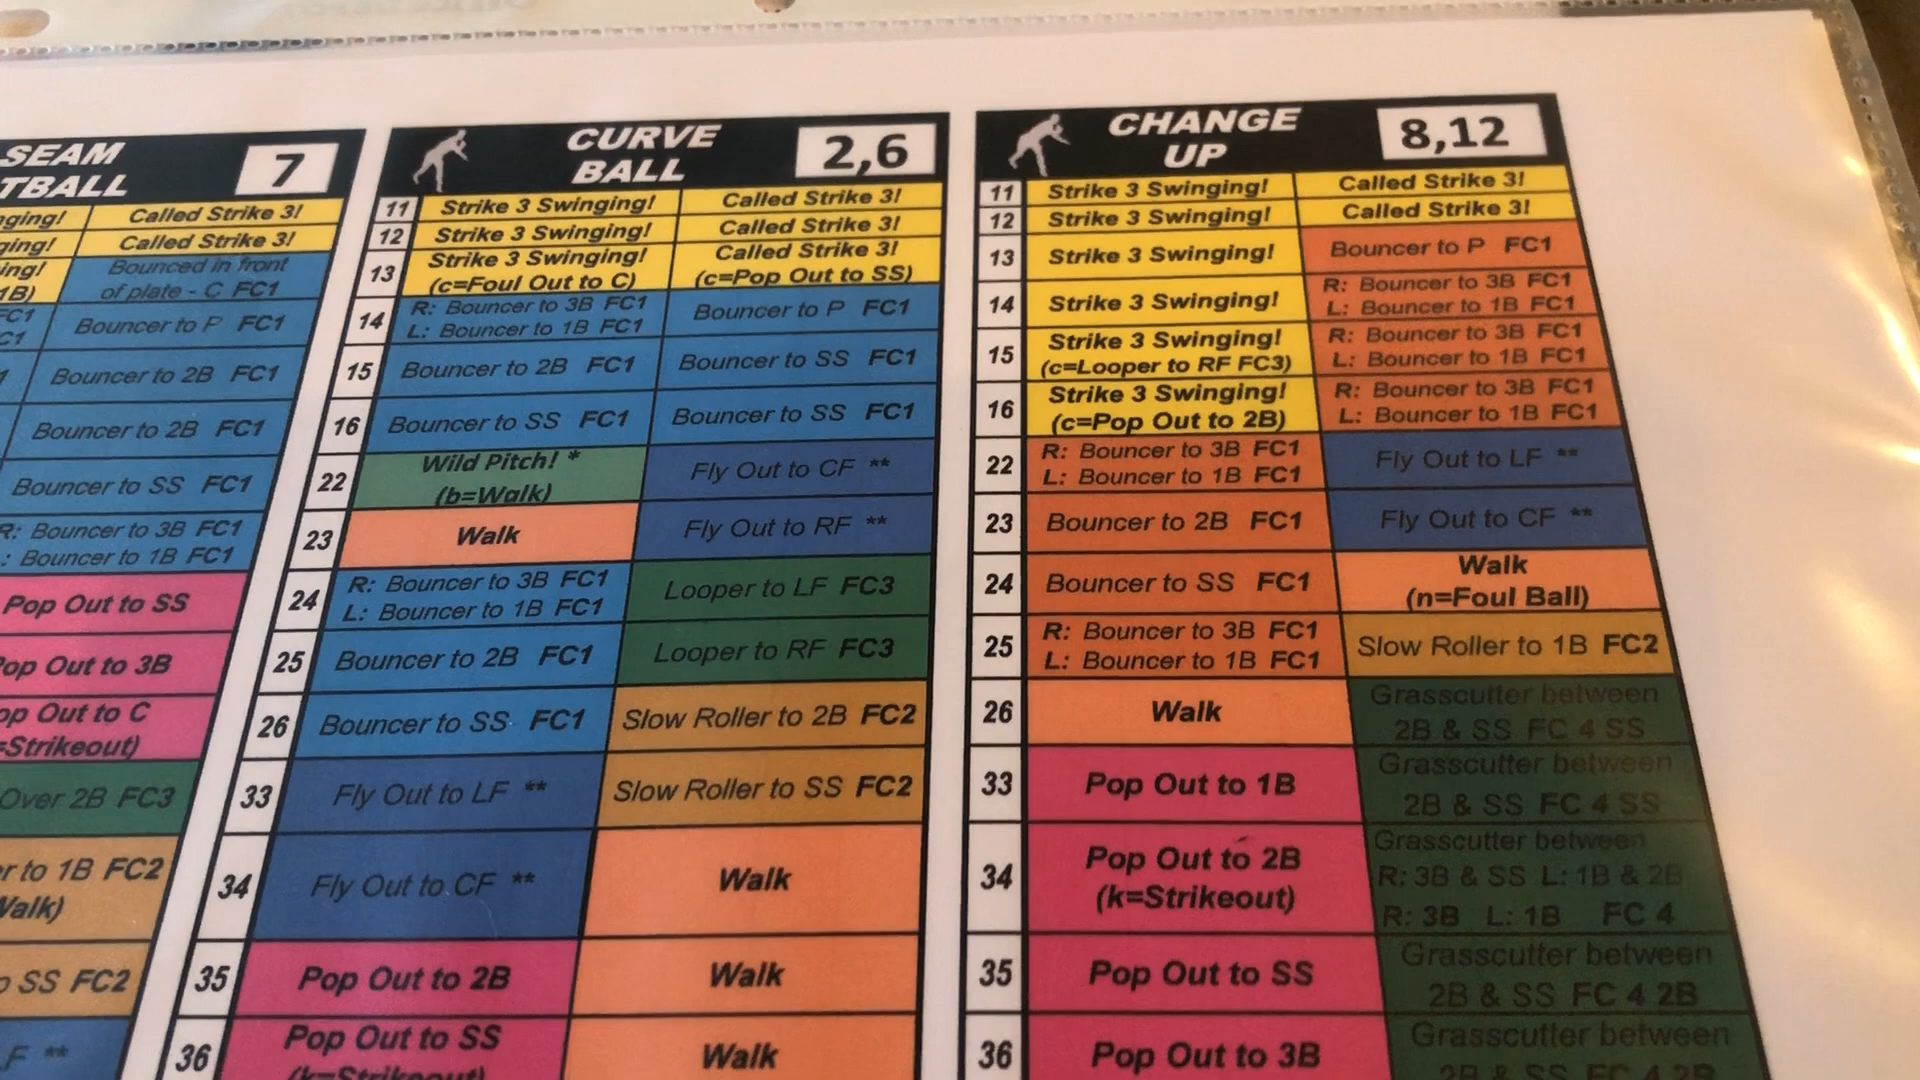 SEAM
TBALL
7
ging!
Called Strike 3!
ging!
Called Strike 3!
ing!
1B)
Bounced in front
of plate - C FC1
FC1
C1
Bouncer to P FC1
Bouncer to 2B FC1
Bouncer to 2B FC1
Bouncer to SS FC1
R: Bouncer to 3B FC1
: Bouncer to 1B FC1
Pop Out to SS
op Out to 3B
op Out to C
=Strikeout)
Over 2B FC3
er to 1B FC2
Walk)
o SS FC2
F **
CURVE
BALL
2,6
11 Strike 3 Swinging! Called Strike 3!
12 Strike 3 Swinging! Called Strike 3!
13 Strike 3 Swinging! Called Strike 3!
(c=Foul Out to C) (c=Pop Out to SS)
14 R: Bouncer to 3B FC1
L: Bouncer to 1B FC1
Bouncer to P FC1
15 Bouncer to 2B FC1 Bouncer to SS FC1
16 Bouncer to SS FC1 Bouncer to SS FC1
22 Wild Pitch! *
(b=Walk)
Fly Out to CF **
23 Walk Fly Out to RF **
24 R: Bouncer to 3B FC1
L: Bouncer to 1B FC1
Looper to LF FC3
25 Bouncer to 2B FC1 Looper to RF FC3
26 Bouncer to SS FC1 Slow Roller to 2B FC2
33 Fly Out to LF ** Slow Roller to SS FC2
34 Fly Out to CF ** Walk
35 Pop Out to 2B Walk
36 Pop Out to SS
(k=Strikeout)
Walk
CHANGE
UP
8,12
11 Strike 3 Swinging! Called Strike 3!
12 Strike 3 Swinging! Called Strike 3!
13 Strike 3 Swinging! Bouncer to P FC1
14 Strike 3 Swinging!
R: Bouncer to 3B FC1
L: Bouncer to 1B FC1
15 Strike 3 Swinging!
(c=Looper to RF FC3)
R: Bouncer to 3B FC1
L: Bouncer to 1B FC1
16 Strike 3 Swinging!
(c=Pop Out to 2B)
R: Bouncer to 3B FC1
L: Bouncer to 1B FC1
22 R: Bouncer to 3B FC1
L: Bouncer to 1B FC1
Fly Out to LF **
23 Bouncer to 2B FC1 Fly Out to CF **
24 Bouncer to SS FC1
Walk
(n=Foul Ball)
25 R: Bouncer to 3B FC1
L: Bouncer to 1B FC1
Slow Roller to 1B FC2
26 Walk
Grasscutter between
2B & SS FC 4 SS
33 Pop Out to 1B
Grasscutter between
2B & SS FC 4 SS
34 Pop Out to 2B
(k=Strikeout)
Grasscutter between
R: 3B & SS L: 1B & 2B
R: 3B L: 1B FC 4
35 Pop Out to SS
Grasscutter between
2B & SS FC 4 2B
36 Pop Out to 3B
Grasscutter between
2B & SS FC 4 2B